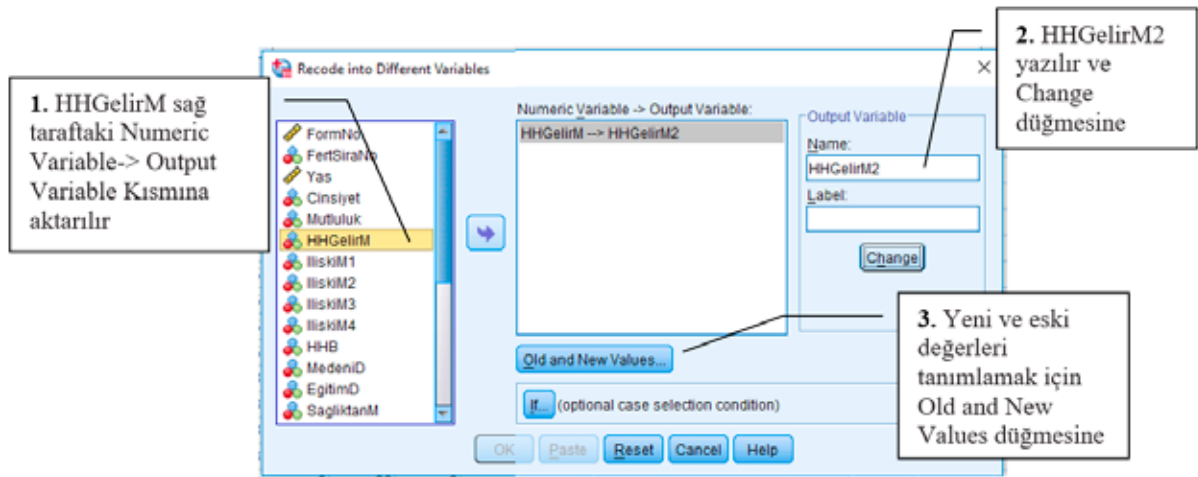 1. HHGelirM sağ
taraftaki Numeric
Variable-> Output
Variable Kısmına
aktarılır
2. HHGelirM2
yazılır ve
Change
düğmesine
Recode into Different Variables
FormNo
FertSiraNo
Yas
Cinsiyet
Mutluluk
HHGelirM
IliskiM1
IliskiM2
IliskiM3
IliskiM4
HHB
MedeniD
EgitimD
SagliktanM
Numeric Variable -> Output Variable:
HHGelirM --> HHGelirM2
Output Variable
Name:
HHGelirM2
Label:
Change
Old and New Values...
If... (optional case selection condition)
3. Yeni ve eski
değerleri
tanımlamak için
Old and New
Values düğmesine
OK Paste Reset Cancel Help